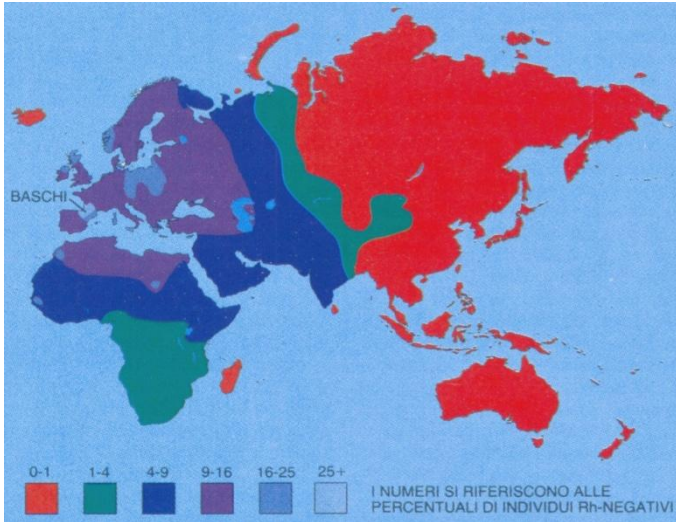 BASCHI
0-1 1-4 4-9 9-16 16-25 25+
I NUMERI SI RIFERISCONO ALLE
PERCENTUALI DI INDIVIDUI Rh-NEGATIVI